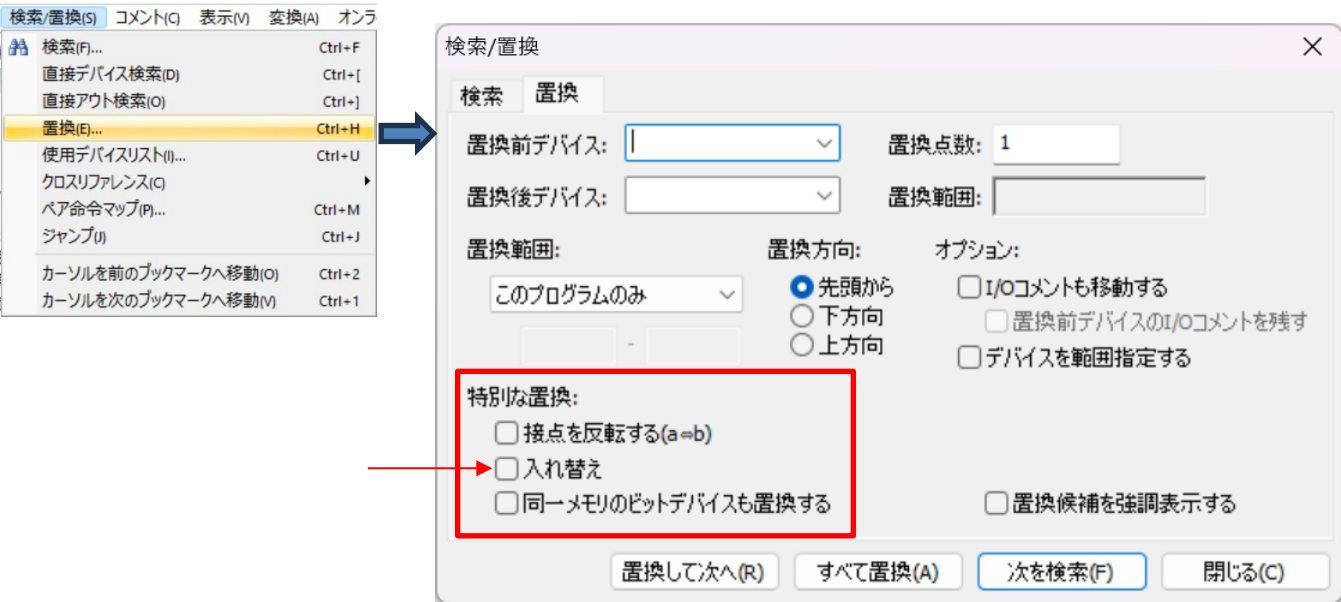 検索/置換(S) コメント(C) 表示(V) 変換(A) オンラ
検索(F)... Ctrl+F
直接デバイス検索(D) Ctrl+[
直接アウト検索(O) Ctrl+]
置換(E)... Ctrl+H
使用デバイスリスト(I)... Ctrl+U
クロスリファレンス(C)
ペア命令マップ(P)... Ctrl+M
ジャンプ(J) Ctrl+J
カーソルを前のブックマークへ移動(O) Ctrl+2
カーソルを次のブックマークへ移動(V) Ctrl+1
検索/置換
検索 置換
置換前デバイス: 置換点数: 1
置換後デバイス: 置換範囲:
置換範囲: 置換方向: オプション:
このプログラムのみ 先頭から I/Oコメントも移動する
下方向 置換前デバイスのI/Oコメントを残す
- 上方向 デバイスを範囲指定する
特別な置換:
接点を反転する(a⇔b)
入れ替え
同一メモリのビットデバイスも置換する 置換候補を強調表示する
置換して次へ(R) すべて置換(A) 次を検索(F) 閉じる(C)